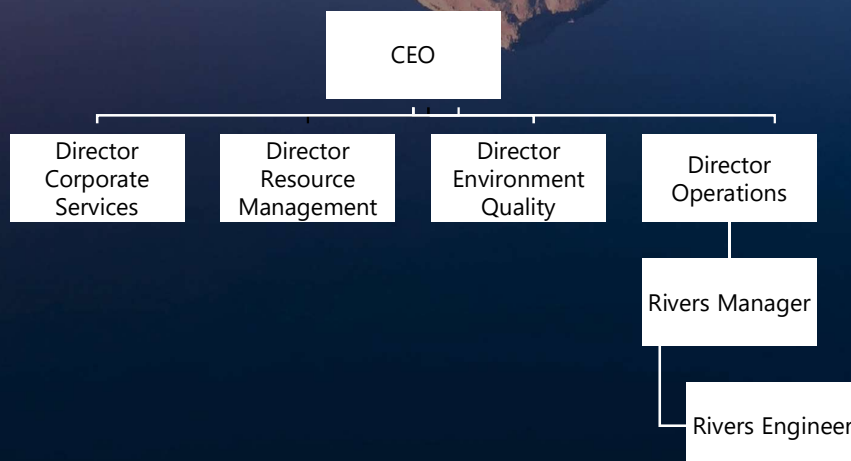 CEO
Director
Corporate
Services
Director
Resource
Management
Director
Environment
Quality
Director
Operations
Rivers Manager
Rivers Engineer